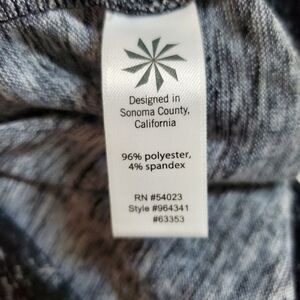 Designed in
Sonoma County,
California
96% polyester,
4% spandex
RN #54023
Style #964341
#63353